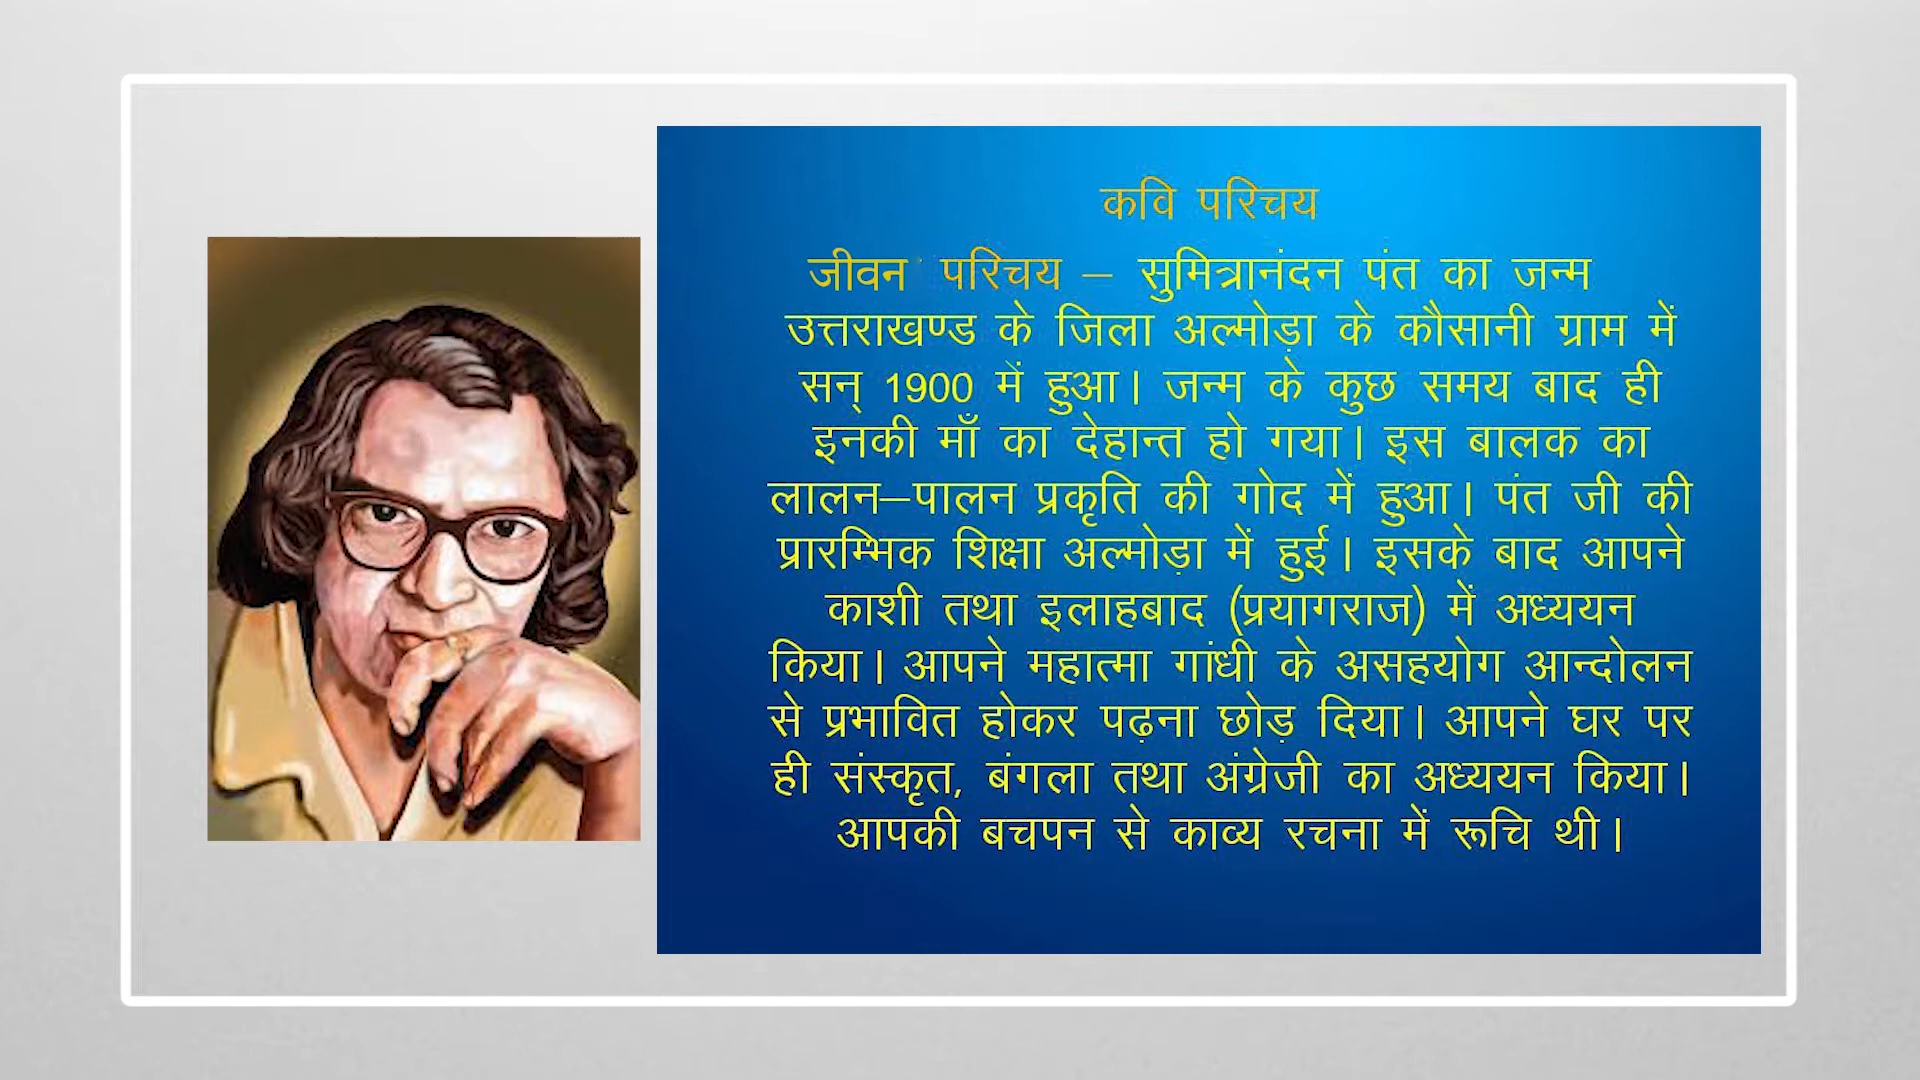 कवि परिचय
जीवन परिचय – सुमित्रानंदन पंत का जन्म
उत्तराखण्ड के जिला अल्मोड़ा के कौसानी ग्राम में
सन् 1900 में हुआ। जन्म के कुछ समय बाद ही
इनकी माँ का देहान्त हो गया। इस बालक का
लालन–पालन प्रकृति की गोद में हुआ। पंत जी की
प्रारम्भिक शिक्षा अल्मोड़ा में हुई। इसके बाद आपने
काशी तथा इलाहबाद (प्रयागराज) में अध्ययन
किया। आपने महात्मा गांधी के असहयोग आन्दोलन
से प्रभावित होकर पढ़ना छोड़ दिया। आपने घर पर
ही संस्कृत, बंगला तथा अंग्रेजी का अध्ययन किया।
आपकी बचपन से काव्य रचना में रूचि थी।